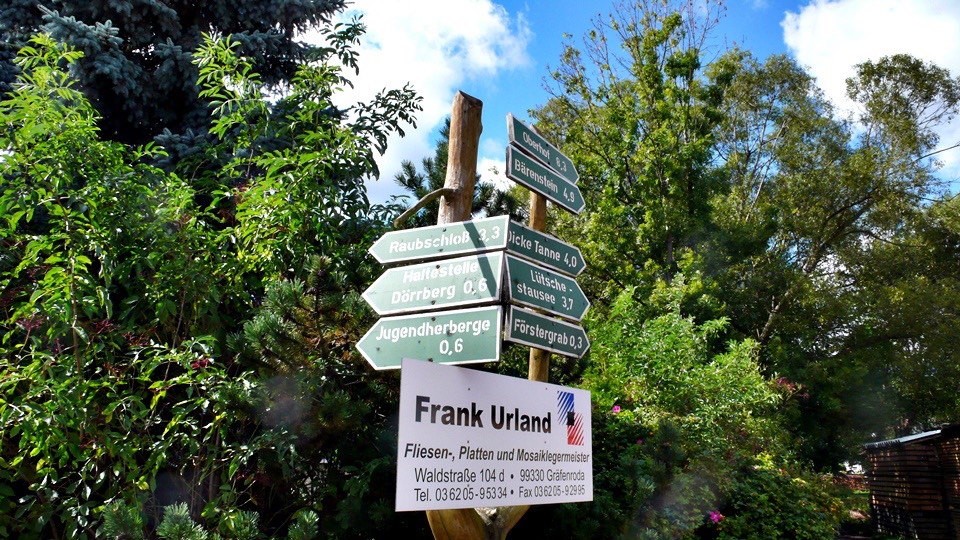 Oberhof 8,3
Bärenstein 4,9
Raubschloß 3,3
Dicke Tanne 4,0
Haltestelle
Dörrberg 0,6
Lütsche-
stausee 3,7
Jugendherberge
0,6
Förstergrab 0,3
Frank Urland
Fliesen-, Platten und Mosaiklegermeister
Waldstraße 104 d • 99330 Gräfenroda
Tel. 036205-95334 • Fax 036205-92995